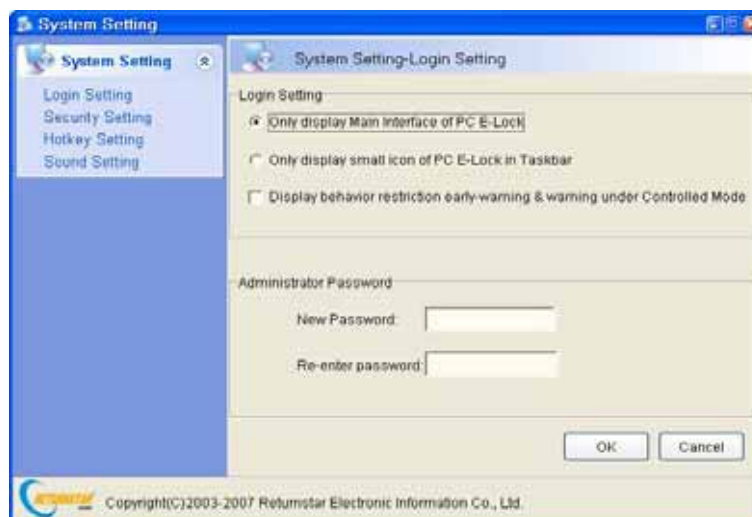 System Setting
System Setting
Login Setting
Security Setting
Hotkey Setting
Sound Setting
System Setting-Login Setting
Login Setting
Only display Main Interface of PC E-Lock
Only display small icon of PC E-Lock in Taskbar
Display behavior restriction early-warning & warning under Controlled Mode
Administrator Password
New Password:
Re-enter password:
OK
Cancel
RETURNSTAR
Copyright(C)2003-2007 Returnstar Electronic Information Co., Ltd.